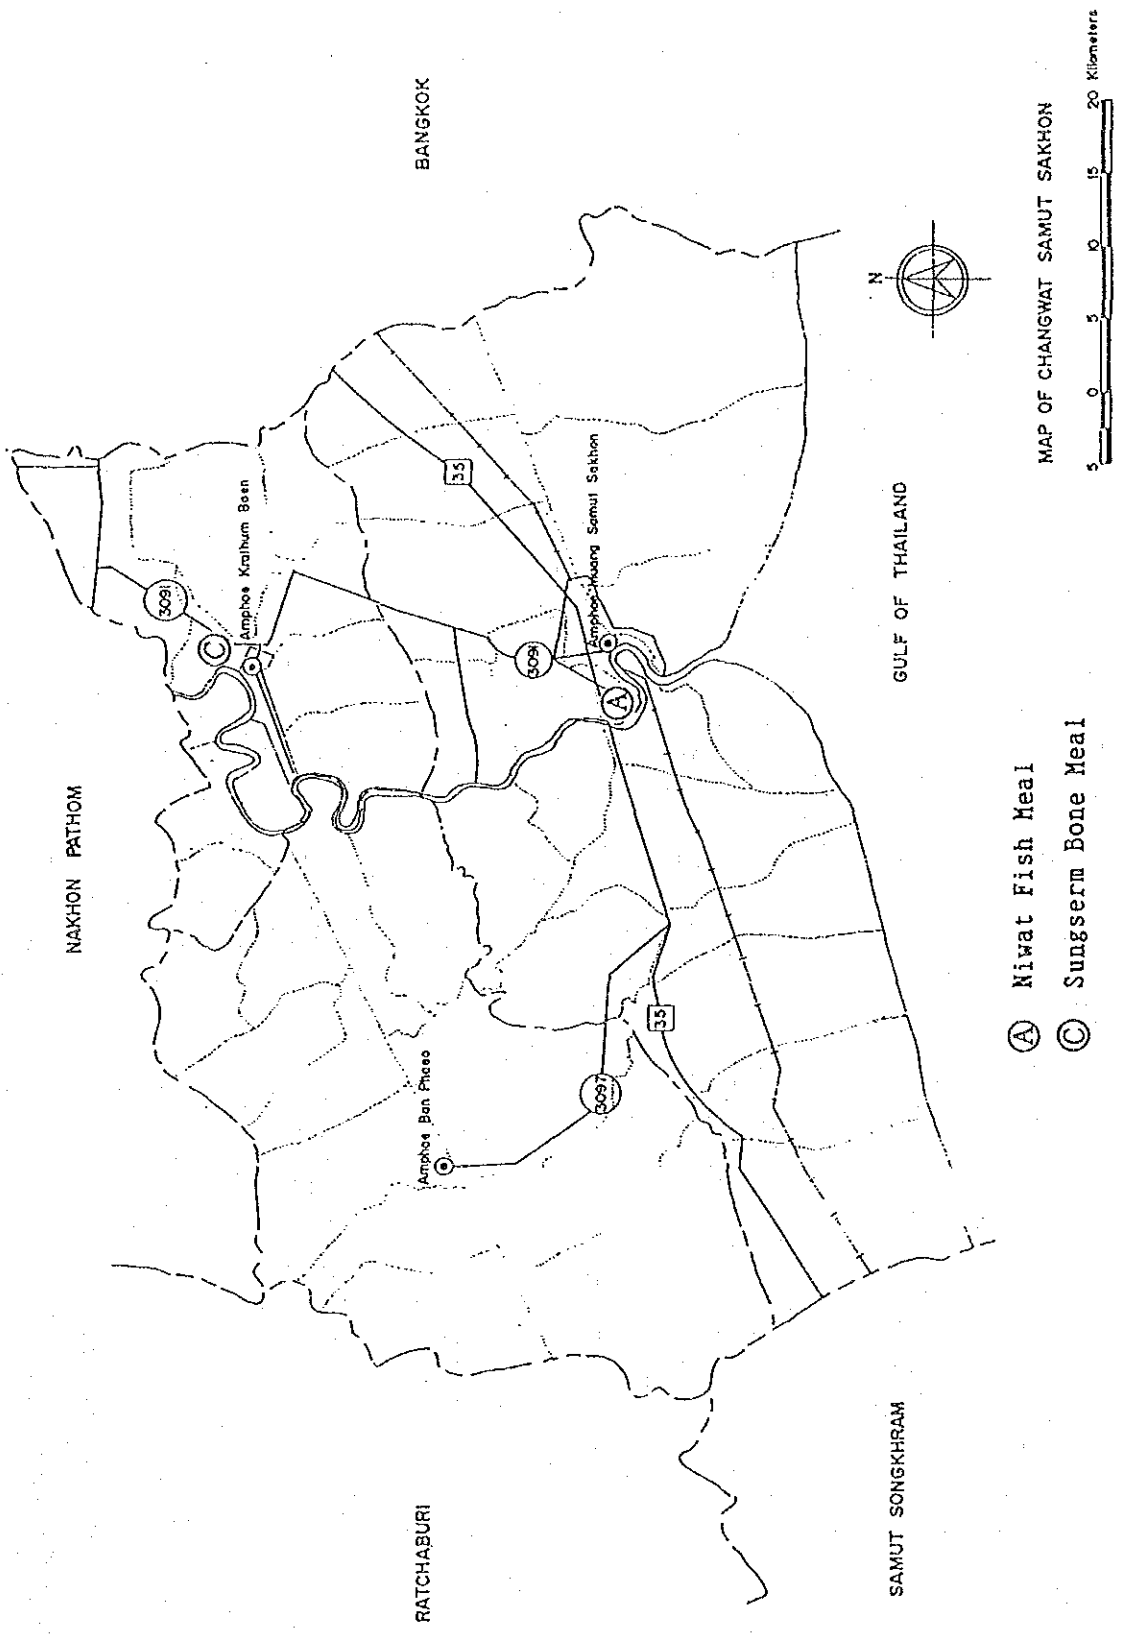 NAKHON PATHOM
BANGKOK
RATCHABURI
SAMUT SONGKHRAM
GULF OF THAILAND
3091
C
Amphoe Krathum Baen
35
3091
Amphoe Muang Samut Sakhon
A
Amphoe Ban Phaeo
3097
35
N
MAP OF CHANGWAT SAMUT SAKHON
5 0 5 10 15 20 Kilometers
A Niwat Fish Meal
C Sungserm Bone Meal